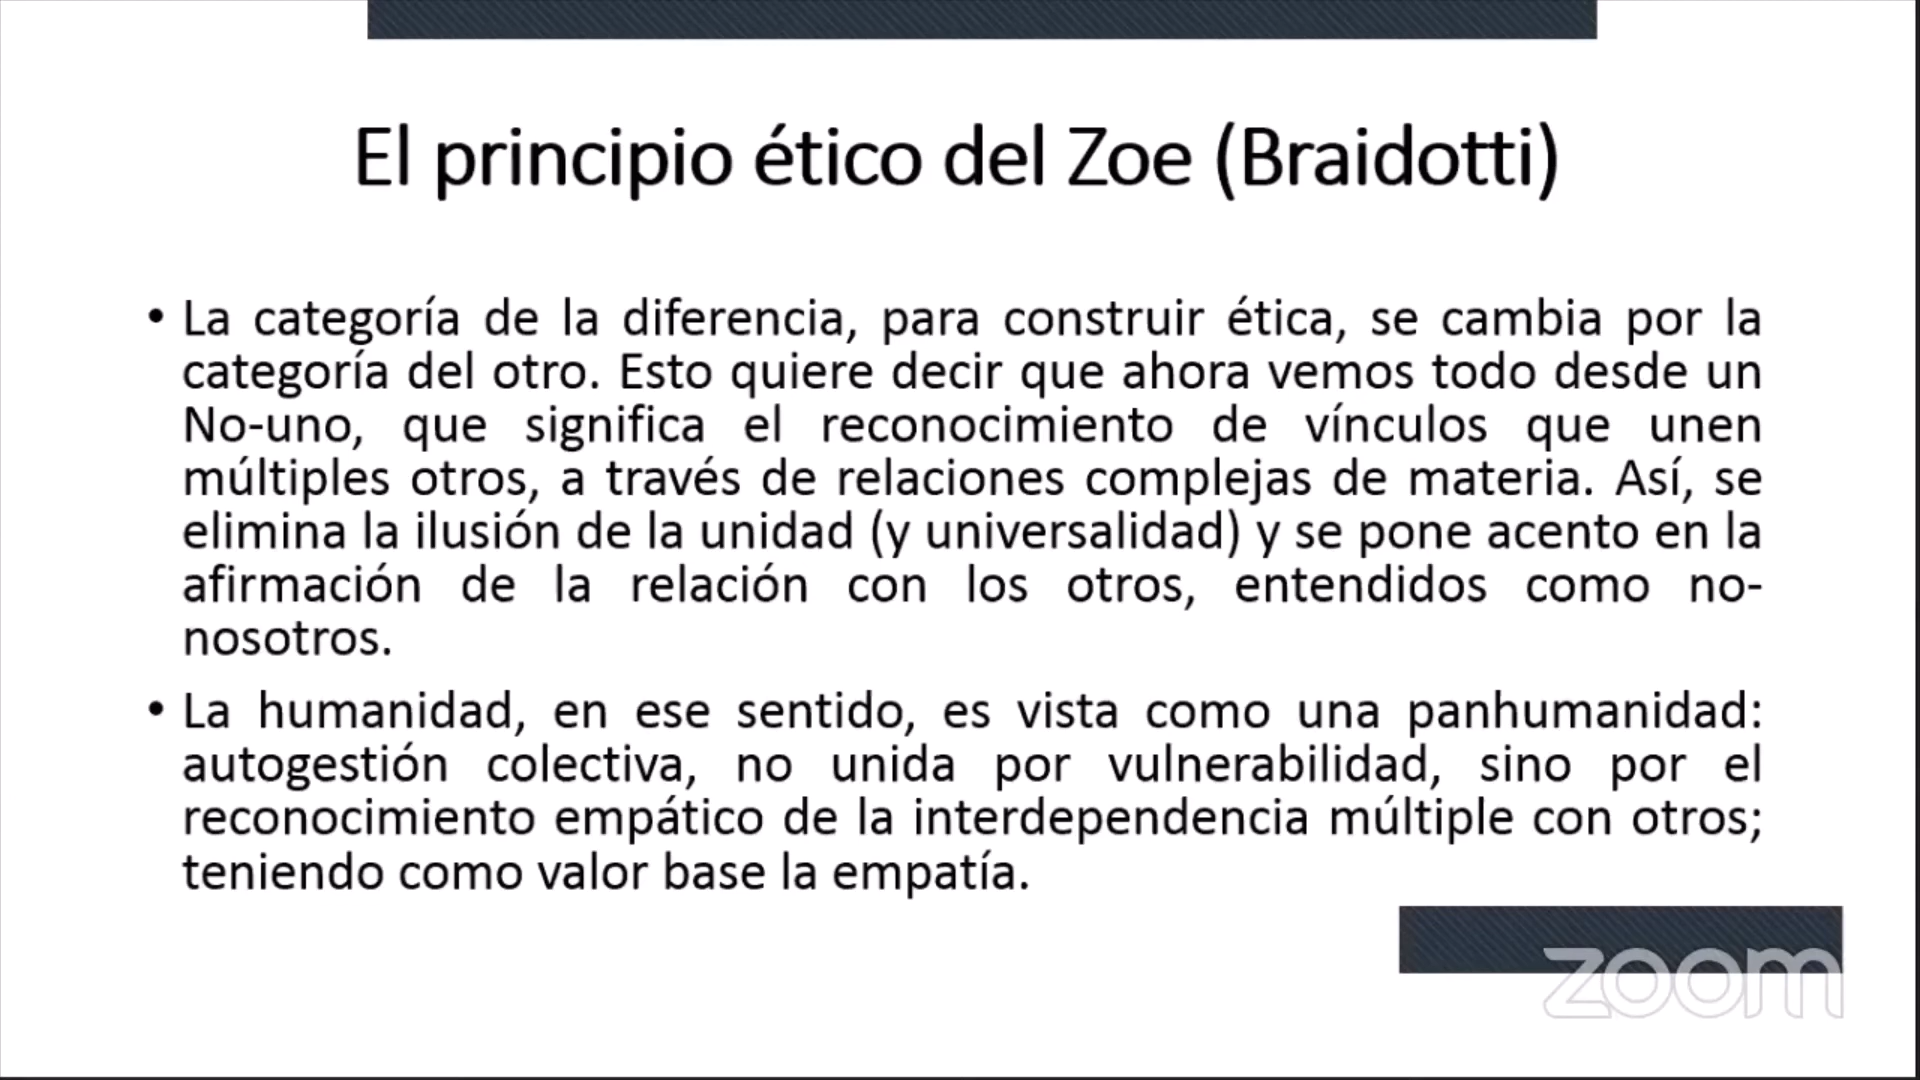 El principio ético del Zoe (Braidotti)
• La categoría de la diferencia, para construir ética, se cambia por la
categoría del otro. Esto quiere decir que ahora vemos todo desde un
No-uno, que significa el reconocimiento de vínculos que unen
múltiples otros, a través de relaciones complejas de materia. Así, se
elimina la ilusión de la unidad (y universalidad) y se pone acento en la
afirmación de la relación con los otros, entendidos como no-
nosotros.
• La humanidad, en ese sentido, es vista como una panhumanidad:
autogestión colectiva, no unida por vulnerabilidad, sino por el
reconocimiento empático de la interdependencia múltiple con otros;
teniendo como valor base la empatía.
zoom